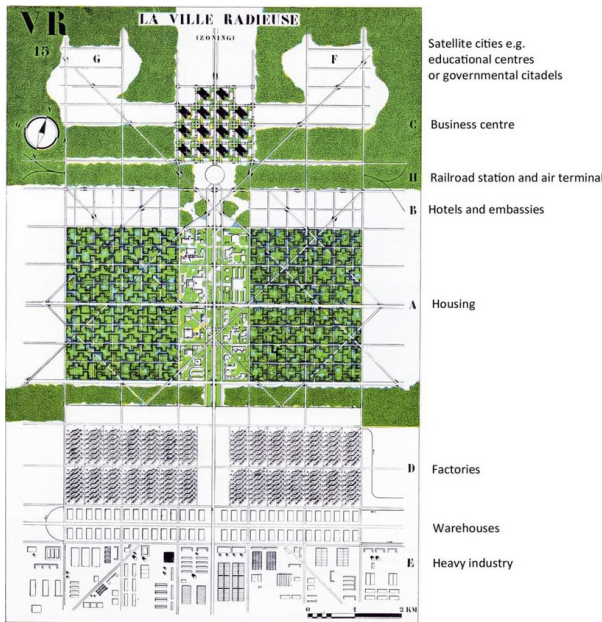 VR
15
LA VILLE RADIEUSE
(ZONING)
G
F
Satellite cities e.g.
educational centres
or governmental citadels
C
Business centre
H
Railroad station and air terminal
B
Hotels and embassies
A
Housing
D
Factories
Warehouses
E
Heavy industry
0 1 2 KM